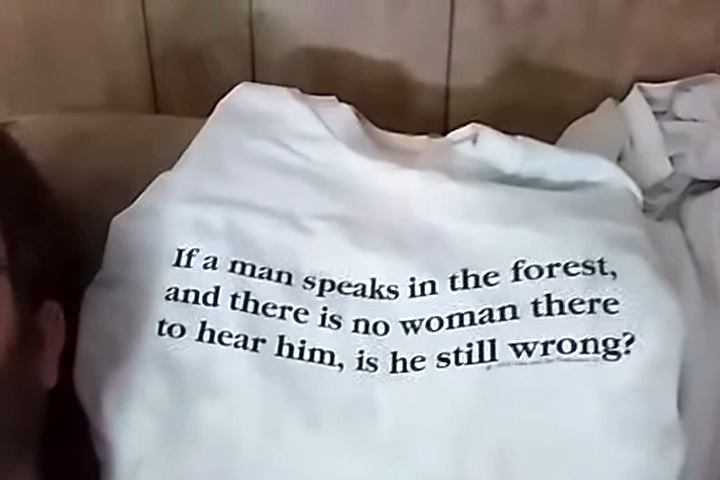 If a man speaks in the forest,
and there is no woman there
to hear him, is he still wrong?